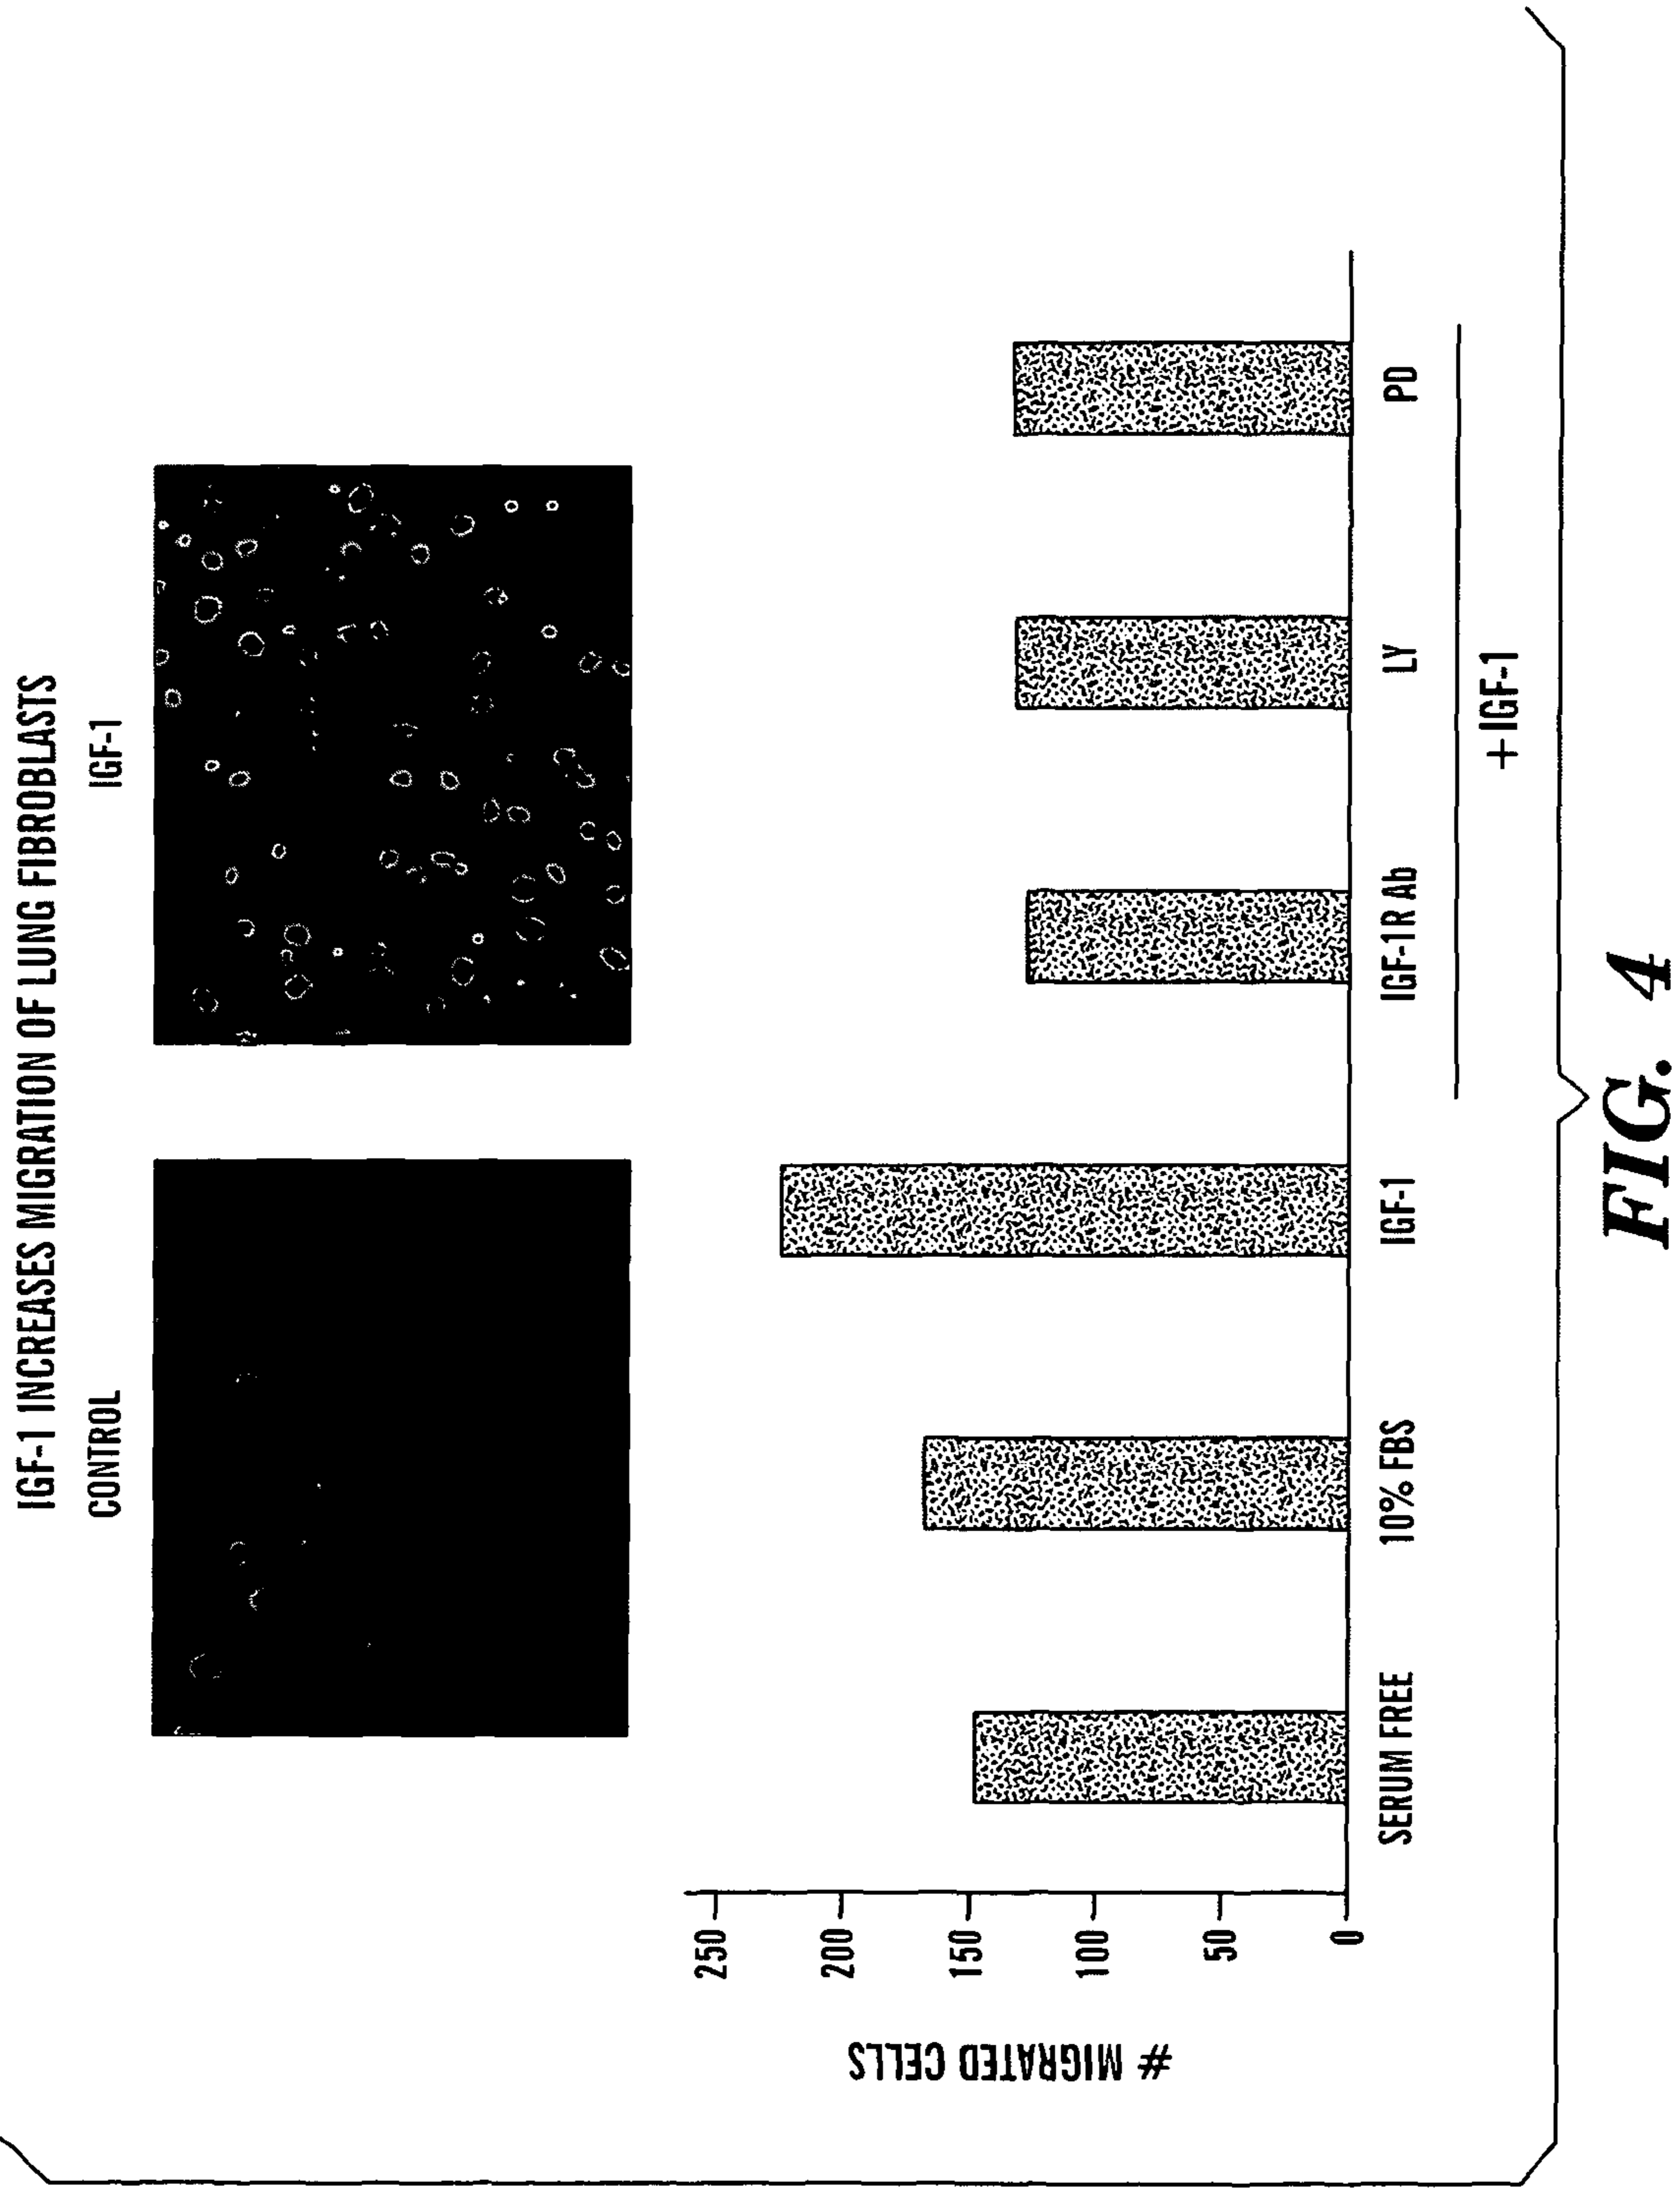 IGF-1 INCREASES MIGRATION OF LUNG FIBROBLASTS
CONTROL
IGF-1
# MIGRATED CELLS
250
200
150
100
50
0
SERUM FREE
10% FBS
IGF-1
IGF-1R Ab
LY
PD
+IGF-1
FIG. 4